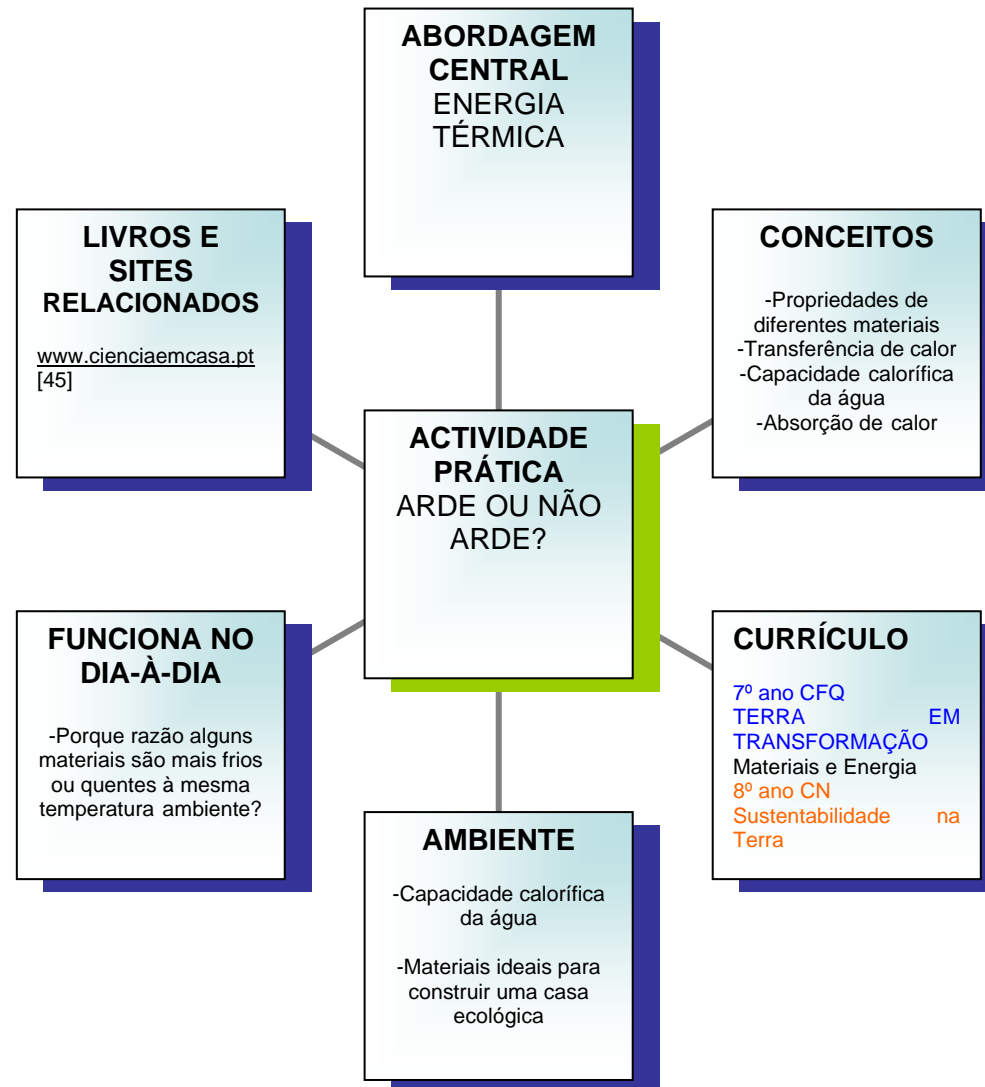 ABORDAGEM
CENTRAL
ENERGIA
TÉRMICA
LIVROS E
SITES
RELACIONADOS
www.cienciaemcasa.pt
[45]
CONCEITOS
-Propriedades de
diferentes materiais
-Transferência de calor
-Capacidade calorífica
da água
-Absorção de calor
ACTIVIDADE
PRÁTICA
ARDE OU NÃO
ARDE?
FUNCIONA NO
DIA-À-DIA
-Porque razão alguns
materiais são mais frios
ou quentes à mesma
temperatura ambiente?
CURRÍCULO
7º ano CFQ
TERRA EM
TRANSFORMAÇÃO
Materiais e Energia
8º ano CN
Sustentabilidade na
Terra
AMBIENTE
-Capacidade calorífica
da água
-Materiais ideais para
construir uma casa
ecológica